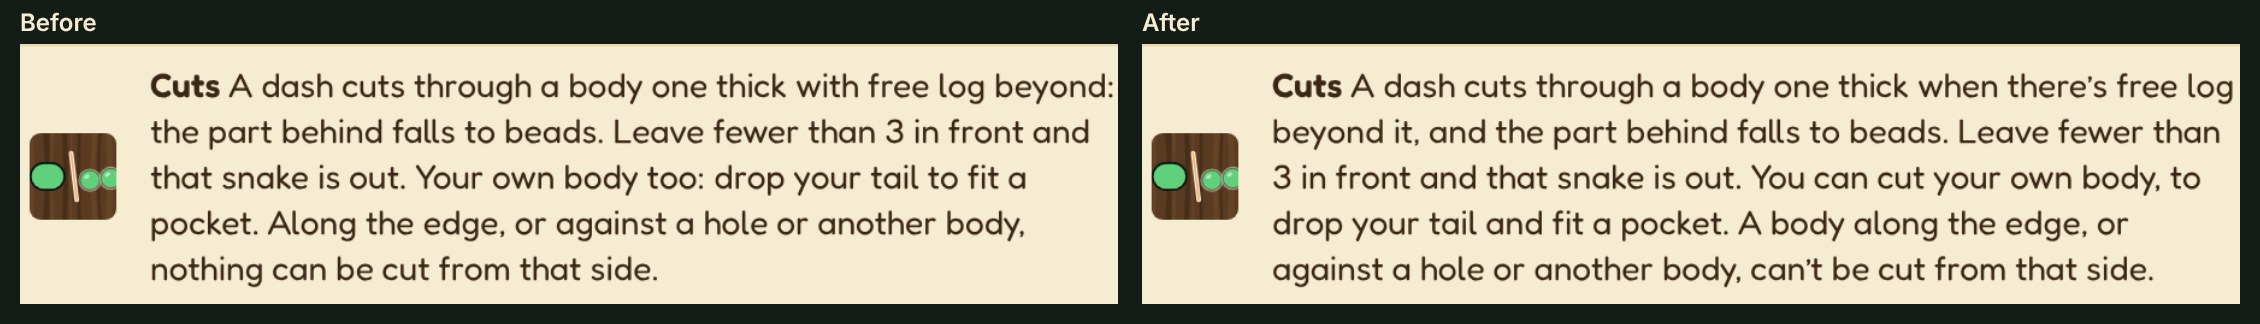 Before
Cuts A dash cuts through a body one thick with free log beyond:
the part behind falls to beads. Leave fewer than 3 in front and
that snake is out. Your own body too: drop your tail to fit a
pocket. Along the edge, or against a hole or another body,
nothing can be cut from that side.
After
Cuts A dash cuts through a body one thick when there’s free log
beyond it, and the part behind falls to beads. Leave fewer than
3 in front and that snake is out. You can cut your own body, to
drop your tail and fit a pocket. A body along the edge, or
against a hole or another body, can’t be cut from that side.